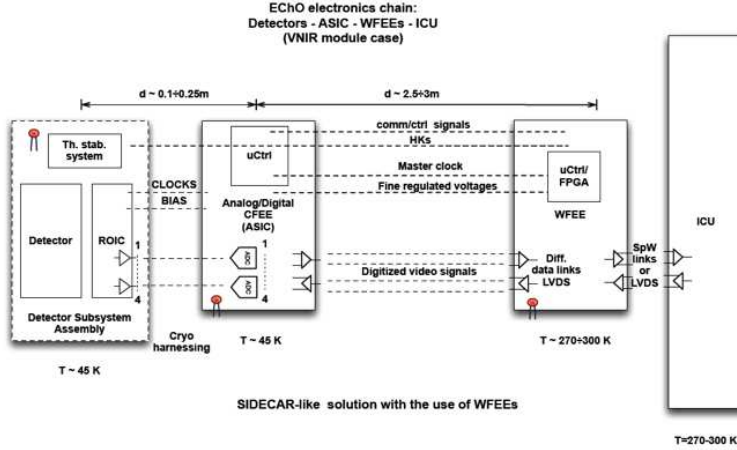 EChO electronics chain:
Detectors - ASIC - WFEEs - ICU
(VNIR module case)
d ~ 0.1÷0.25m
d ~ 2.5÷3m
Th. stab.
system
Detector
ROIC
1
4
Detector Subsystem
Assembly
T ~ 45 K
CLOCKS
BIAS
Cryo
harnessing
uCtrl
Analog/Digital
CFEE
(ASIC)
1
ADC
ADC
4
T ~ 45 K
comm/ctrl signals
HKs
Master clock
Fine regulated voltages
Digitized video signals
uCtrl/
FPGA
WFEE
Diff.
data links
LVDS
T ~ 270÷300 K
SpW
links
or
LVDS
ICU
T=270-300 K
SIDECAR-like solution with the use of WFEEs